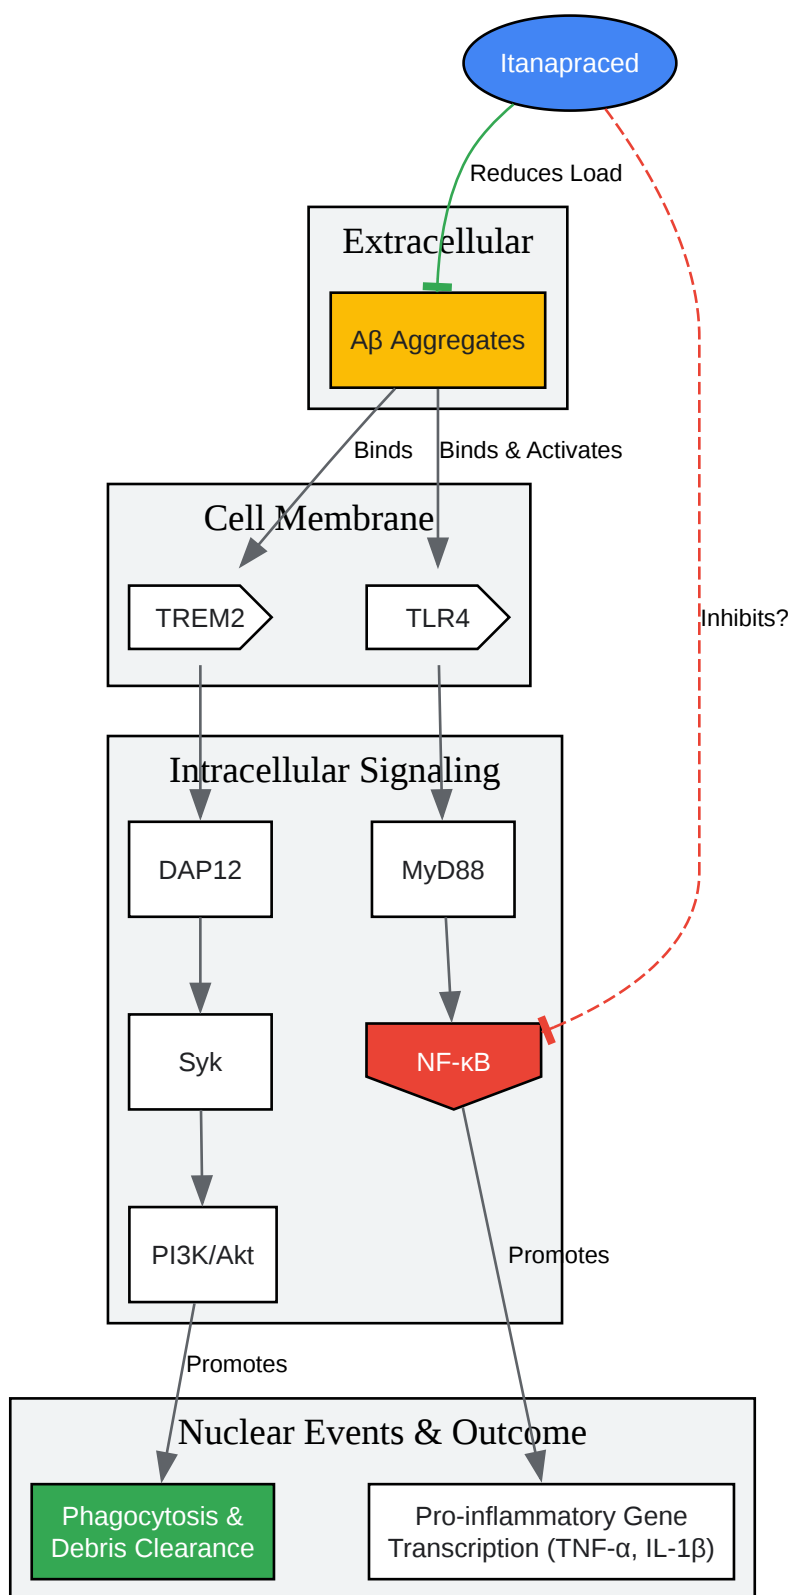 Itanapraced
Reduces Load
Extracellular
Aβ Aggregates
Binds
Binds & Activates
Cell Membrane
TREM2
TLR4
Inhibits?
Intracellular Signaling
DAP12
MyD88
Syk
NF-κB
PI3K/Akt
Promotes
Promotes
Nuclear Events & Outcome
Phagocytosis &
Debris Clearance
Pro-inflammatory Gene
Transcription (TNF-α, IL-1β)